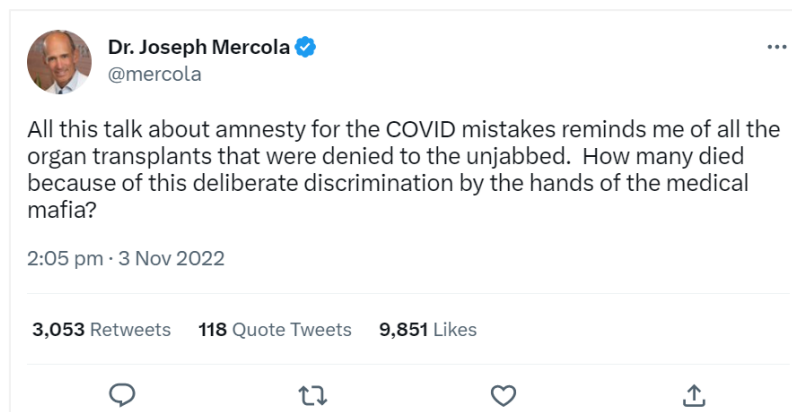 Dr. Joseph Mercola
@mercola
All this talk about amnesty for the COVID mistakes reminds me of all the
organ transplants that were denied to the unjabbed.  How many died
because of this deliberate discrimination by the hands of the medical
mafia?
2:05 pm · 3 Nov 2022
3,053 Retweets 118 Quote Tweets 9,851 Likes